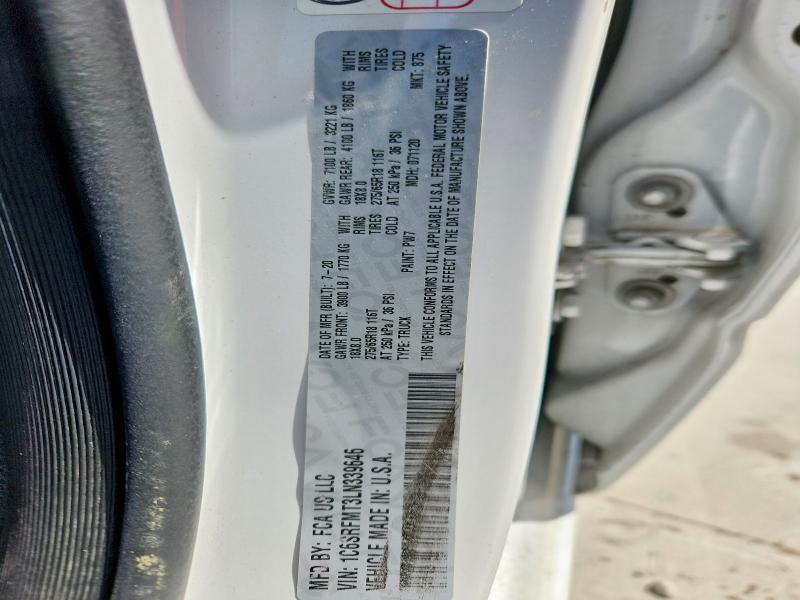 MFD BY: FCA US LLC
DATE OF MFR (BUILT): 7-20
GVWR: 7100 LB / 3221 KG
GAWR FRONT: 3900 LB / 1770 KG WITH
GAWR REAR: 4100 LB / 1860 KG WITH
18X8.0 RIMS
18X8.0 RIMS
275/65R18 116T TIRES
275/65R18 116T TIRES
AT 250 kPa / 36 PSI COLD
AT 250 kPa / 36 PSI COLD
VIN: 1C6SRFMT3LN339646
TYPE: TRUCK
PAINT: PW7
MDH: 071120
MKT: 875
VEHICLE MADE IN: U.S.A.
THIS VEHICLE CONFORMS TO ALL APPLICABLE U.S.A. FEDERAL MOTOR VEHICLE SAFETY
STANDARDS IN EFFECT ON THE DATE OF MANUFACTURE SHOWN ABOVE.